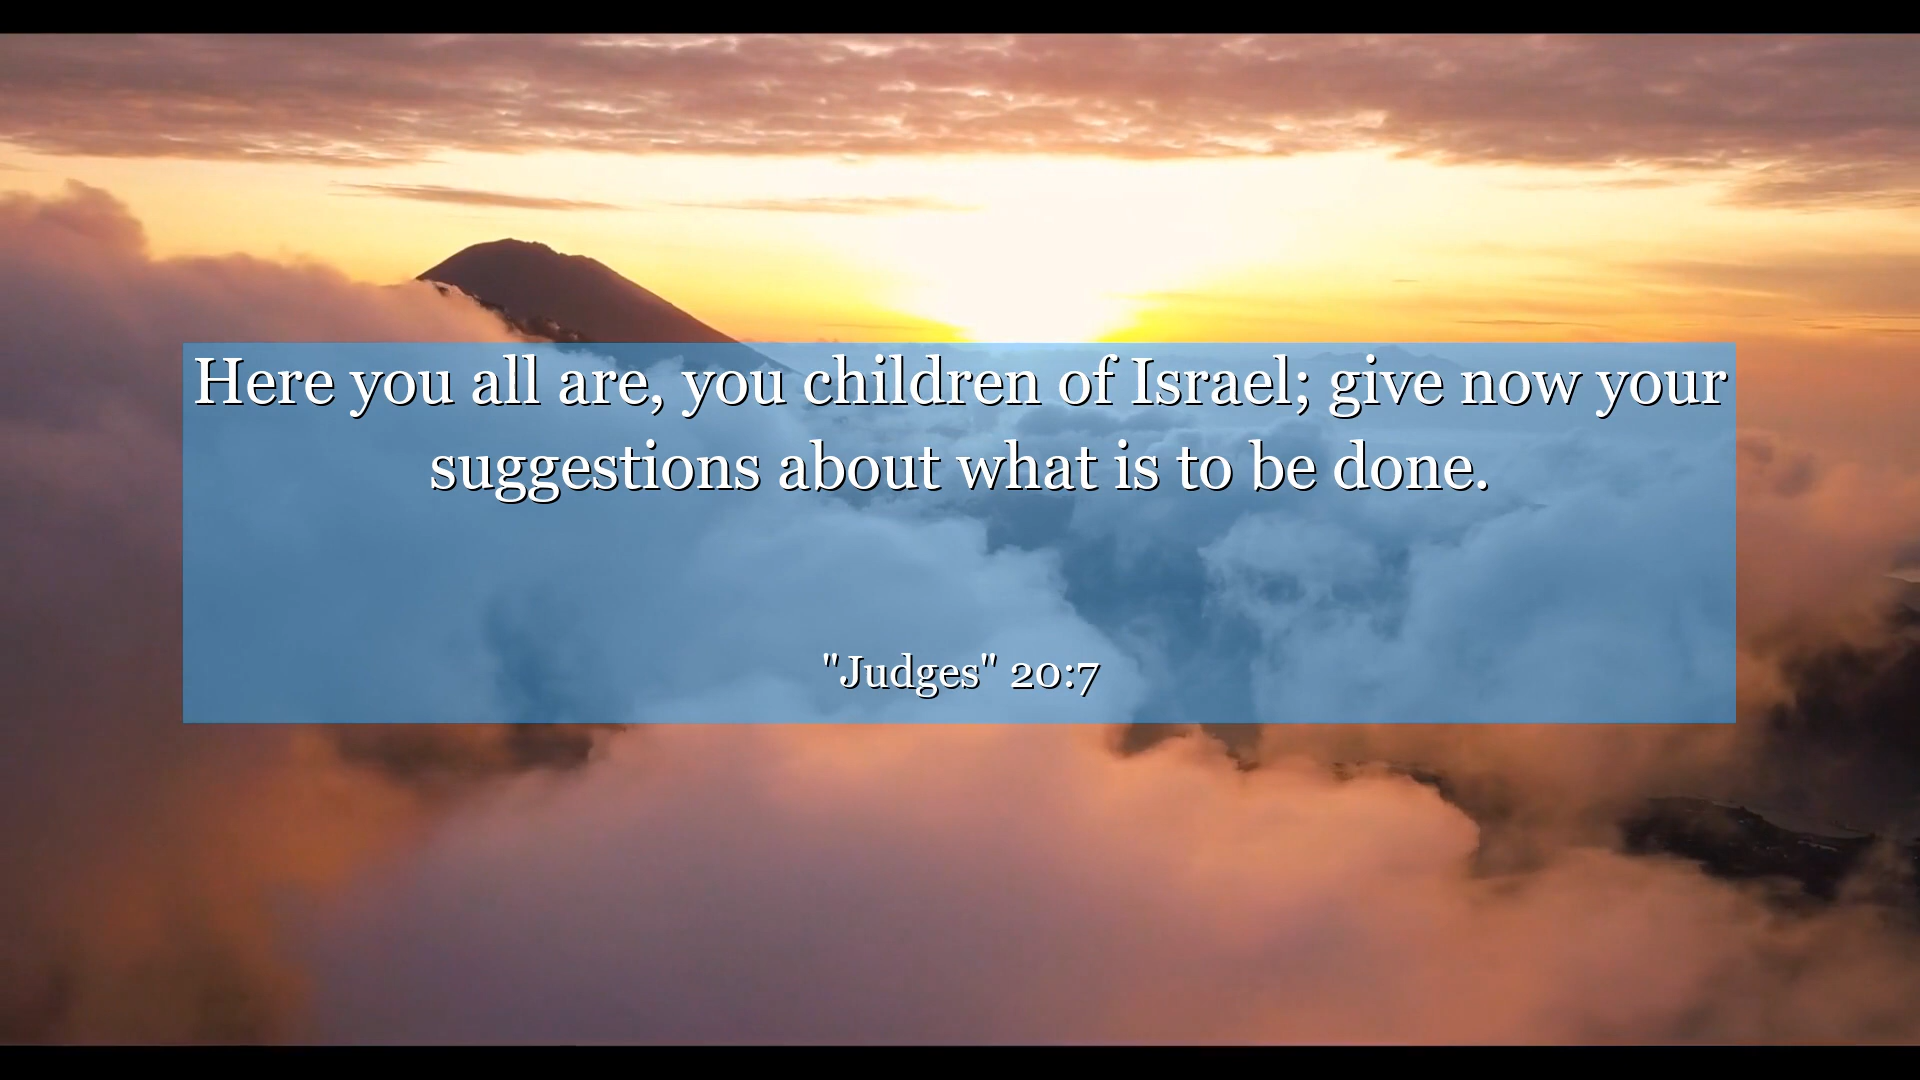 Here you all are, you children of Israel; give now your
suggestions about what is to be done.
"Judges" 20:7